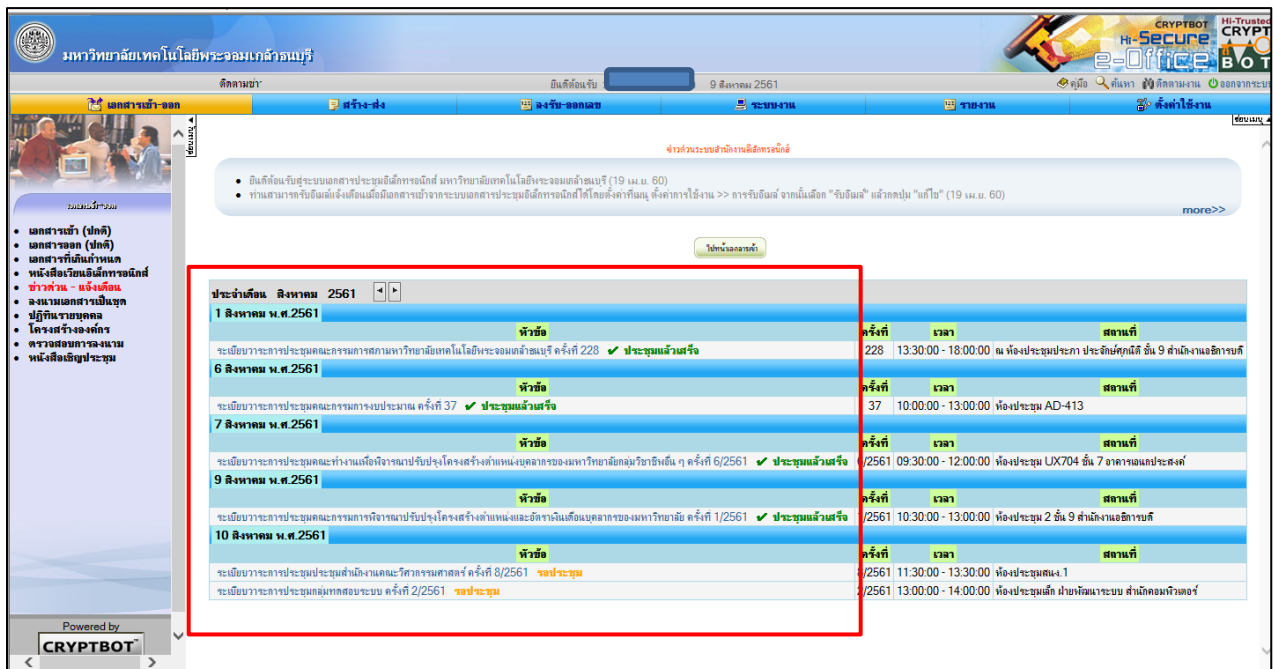 CRYPTBOT
Hi-Secure
e-Office
Hi-Trusted
CRYPT
BOT
มหาวิทยาลัยเทคโนโลยีพระจอมเกล้าธนบุรี
ติดตามข่า'
ยินดีต้อนรับ
9 สิงหาคม 2561
คู่มือ ค้นหา ติดตามงาน ออกจากระบบ
เอกสารเข้า-ออก สร้าง-ส่ง ลงรับ-ออกเลข ระบบงาน รายงาน ตั้งค่าใช้งาน
ซ่อนเมนู
ซ่อนเมนู
ข่าวด่วนระบบสำนักงานอิเล็กทรอนิกส์
ยินดีต้อนรับสู่ระบบเอกสารประชุมอิเล็กทรอนิกส์ มหาวิทยาลัยเทคโนโลยีพระจอมเกล้าธนบุรี (19 เม.ย. 60)
ท่านสามารถรับอีเมล์แจ้งเตือนเมื่อมีเอกสารเข้าจากระบบเอกสารประชุมอิเล็กทรอนิกส์ได้โดยตั้งค่าที่เมนู ตั้งค่าการใช้งาน >> การรับอีเมล์ จากนั้นเลือก "รับอีเมล์" แล้วกดปุ่ม "แก้ไข" (19 เม.ย. 60)
more>>
ไปหน้าเอกสารเข้า
เอกสารเข้า-ออก
เอกสารเข้า (ปกติ)
เอกสารออก (ปกติ)
เอกสารที่เกินกำหนด
หนังสือเวียนอิเล็กทรอนิกส์
ข่าวด่วน - แจ้งเตือน
ลงนามเอกสารเป็นชุด
ปฏิทินรายบุคคล
โครงสร้างองค์กร
ตรวจสอบการลงนาม
หนังสือเชิญประชุม
Powered by
CRYPTBOT
ประจำเดือน สิงหาคม 2561
1 สิงหาคม พ.ศ.2561
หัวข้อ ครั้งที่ เวลา สถานที่
ระเบียบวาระการประชุมคณะกรรมการสภามหาวิทยาลัยเทคโนโลยีพระจอมเกล้าธนบุรี ครั้งที่ 228 ✔ ประชุมแล้วเสร็จ 228 13:30:00 - 18:00:00 ณ ห้องประชุมประภา ประจักษ์ศุภนิติ ชั้น 9 สำนักงานอธิการบดี
6 สิงหาคม พ.ศ.2561
หัวข้อ ครั้งที่ เวลา สถานที่
ระเบียบวาระการประชุมคณะกรรมการงบประมาณ ครั้งที่ 37 ✔ ประชุมแล้วเสร็จ 37 10:00:00 - 13:00:00 ห้องประชุม AD-413
7 สิงหาคม พ.ศ.2561
หัวข้อ ครั้งที่ เวลา สถานที่
ระเบียบวาระการประชุมคณะทำงานเพื่อพิจารณาปรับปรุงโครงสร้างตำแหน่งบุคลากรของมหาวิทยาลัยกลุ่มวิชาชีพอื่น ๆ ครั้งที่ 6/2561 ✔ ประชุมแล้วเสร็จ 6/2561 09:30:00 - 12:00:00 ห้องประชุม UX704 ชั้น 7 อาคารเอนกประสงค์
9 สิงหาคม พ.ศ.2561
หัวข้อ ครั้งที่ เวลา สถานที่
ระเบียบวาระการประชุมคณะกรรมการพิจารณาปรับปรุงโครงสร้างตำแหน่งและอัตราเงินเดือนบุคลากรของมหาวิทยาลัย ครั้งที่ 1/2561 ✔ ประชุมแล้วเสร็จ 1/2561 10:30:00 - 13:00:00 ห้องประชุม 2 ชั้น 9 สำนักงานอธิการบดี
10 สิงหาคม พ.ศ.2561
หัวข้อ ครั้งที่ เวลา สถานที่
ระเบียบวาระการประชุมประชุมสำนักงานคณะวิศวกรรมศาสตร์ ครั้งที่ 8/2561 รอประชุม 8/2561 11:30:00 - 13:30:00 ห้องประชุมสนง.1
ระเบียบวาระการประชุมกลุ่มทดสอบระบบ ครั้งที่ 2/2561 รอประชุม 2/2561 13:00:00 - 14:00:00 ห้องประชุมเล็ก ฝ่ายพัฒนาระบบ สำนักคอมพิวเตอร์